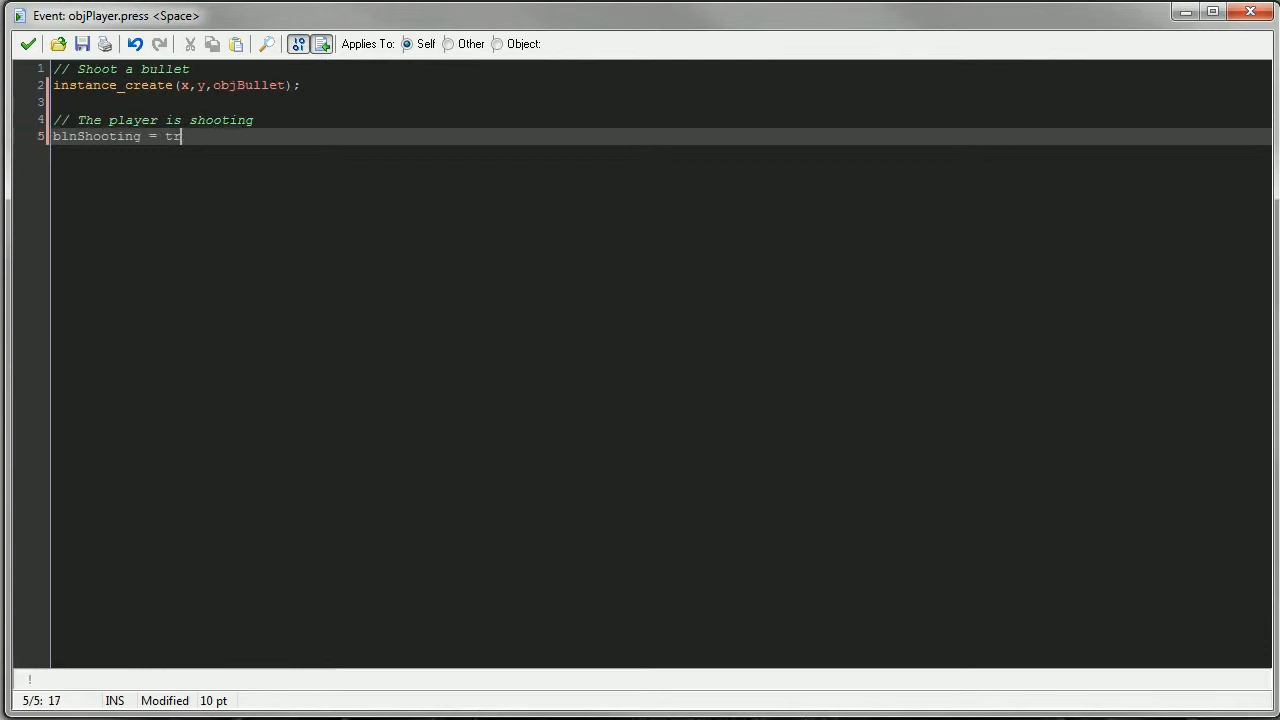 Event: objPlayer.press <Space>
Applies To: Self Other Object:
1 // Shoot a bullet
2 instance_create(x,y,objBullet);
3
4 // The player is shooting
5 blnShooting = tr
!
5/5: 17 INS Modified 10 pt